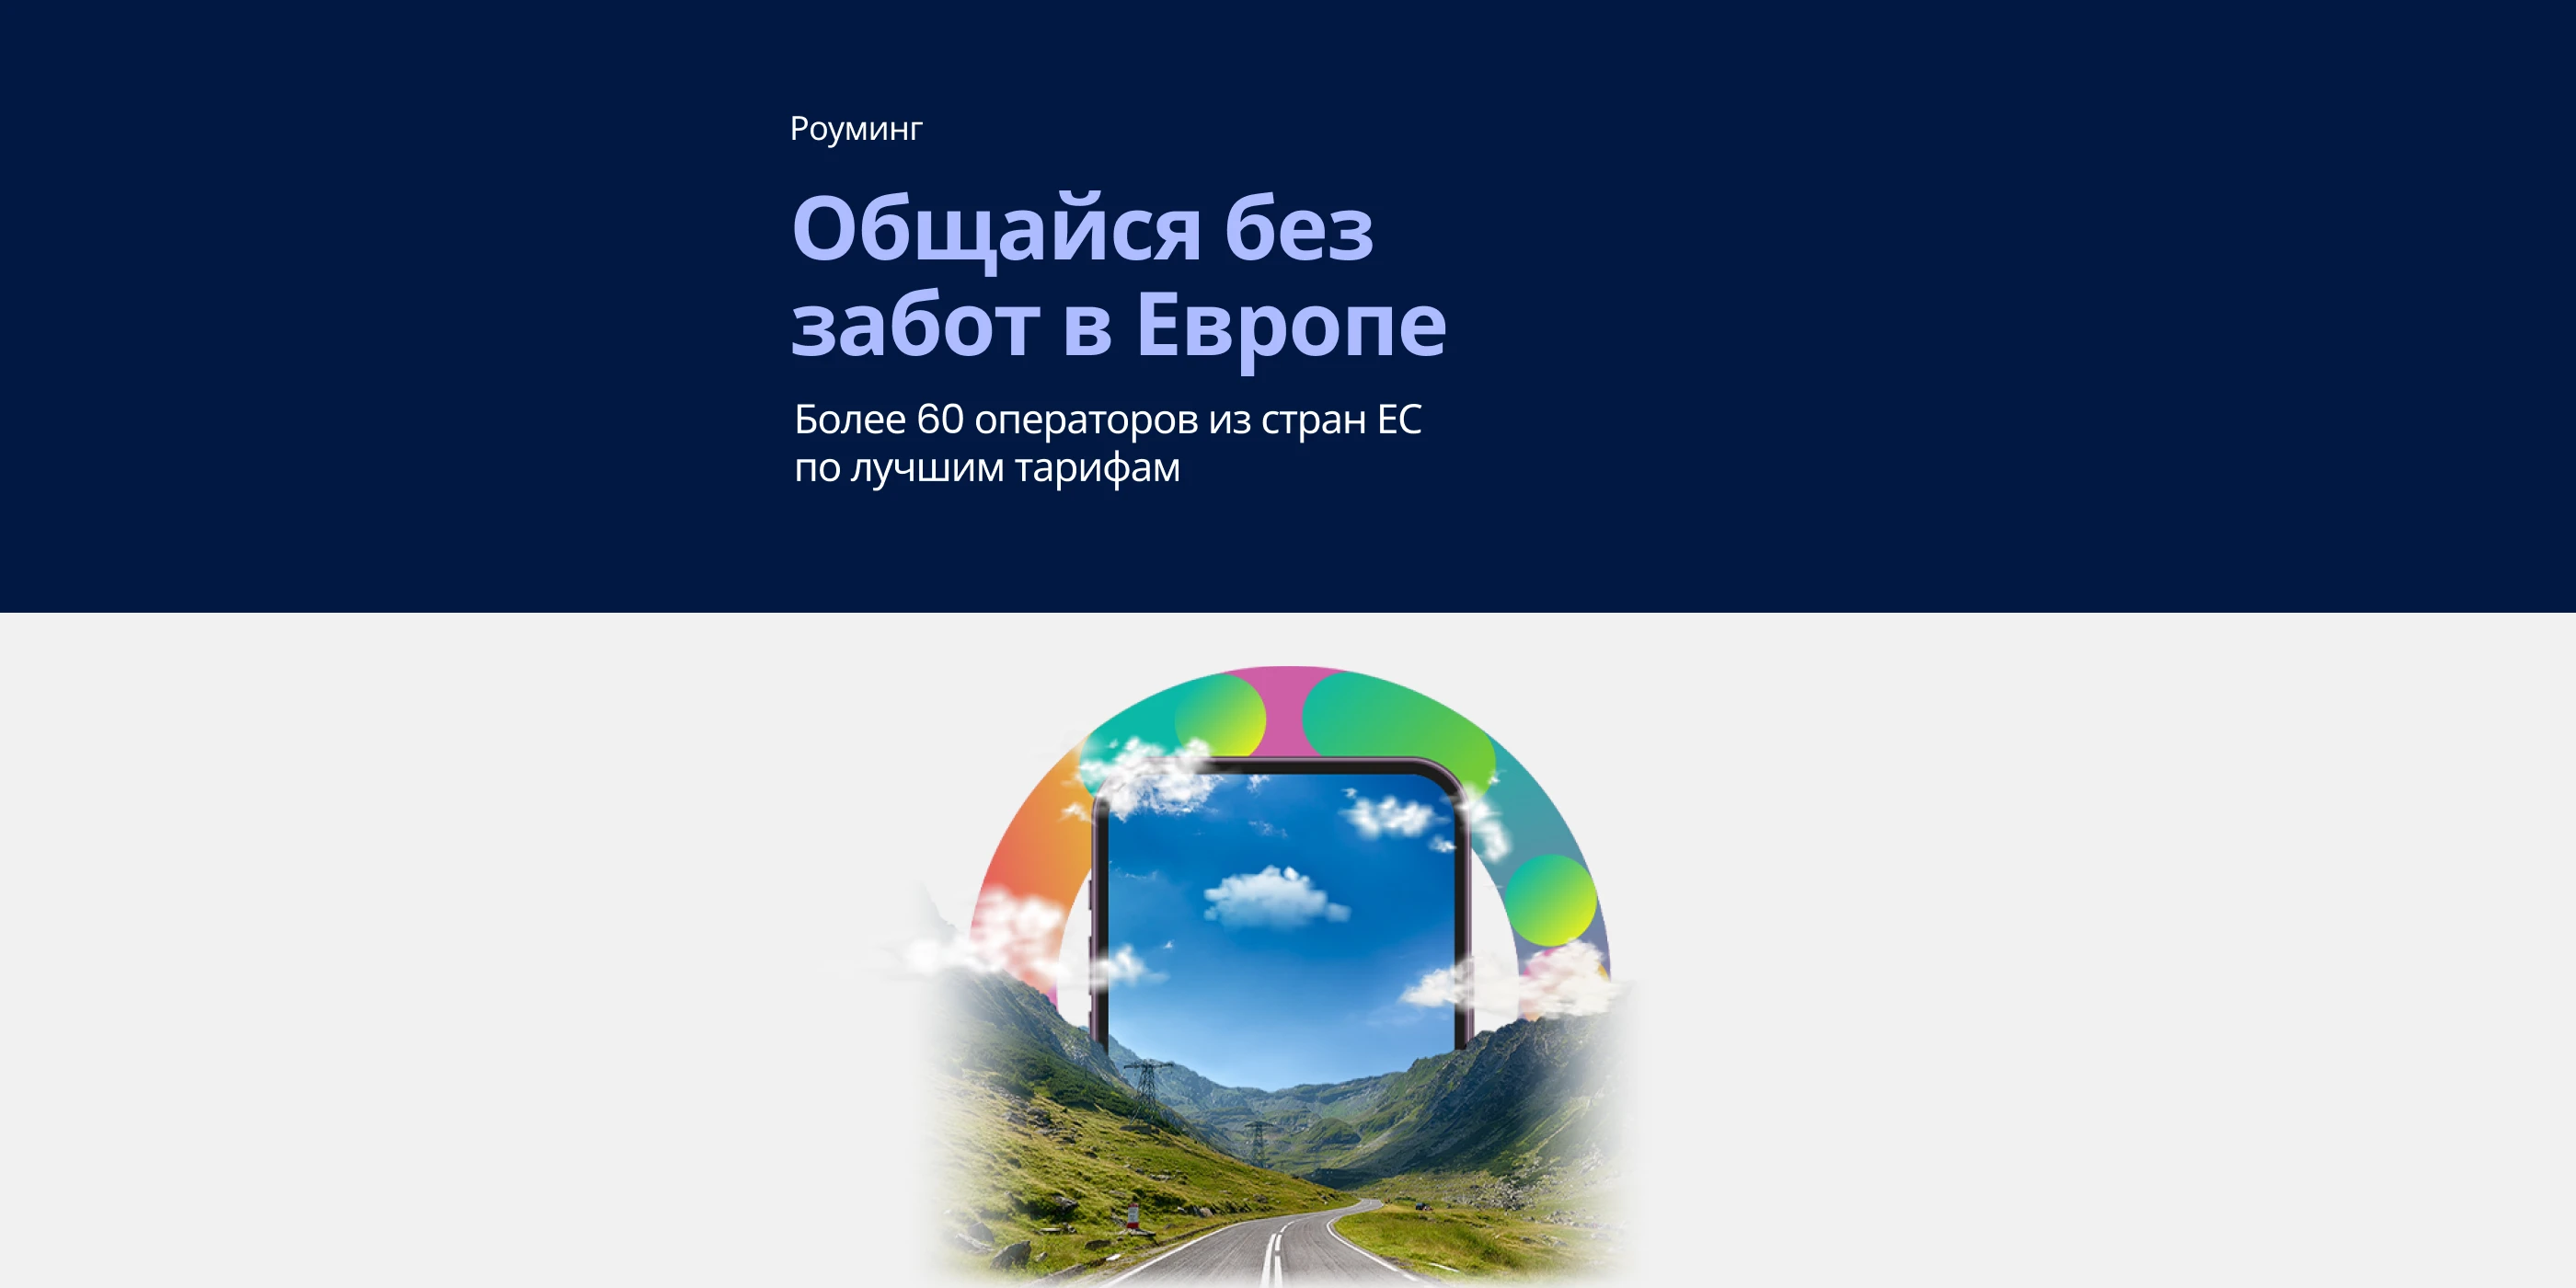 Роуминг
Общайся без
забот в Европе
Более 60 операторов из стран ЕС
по лучшим тарифам